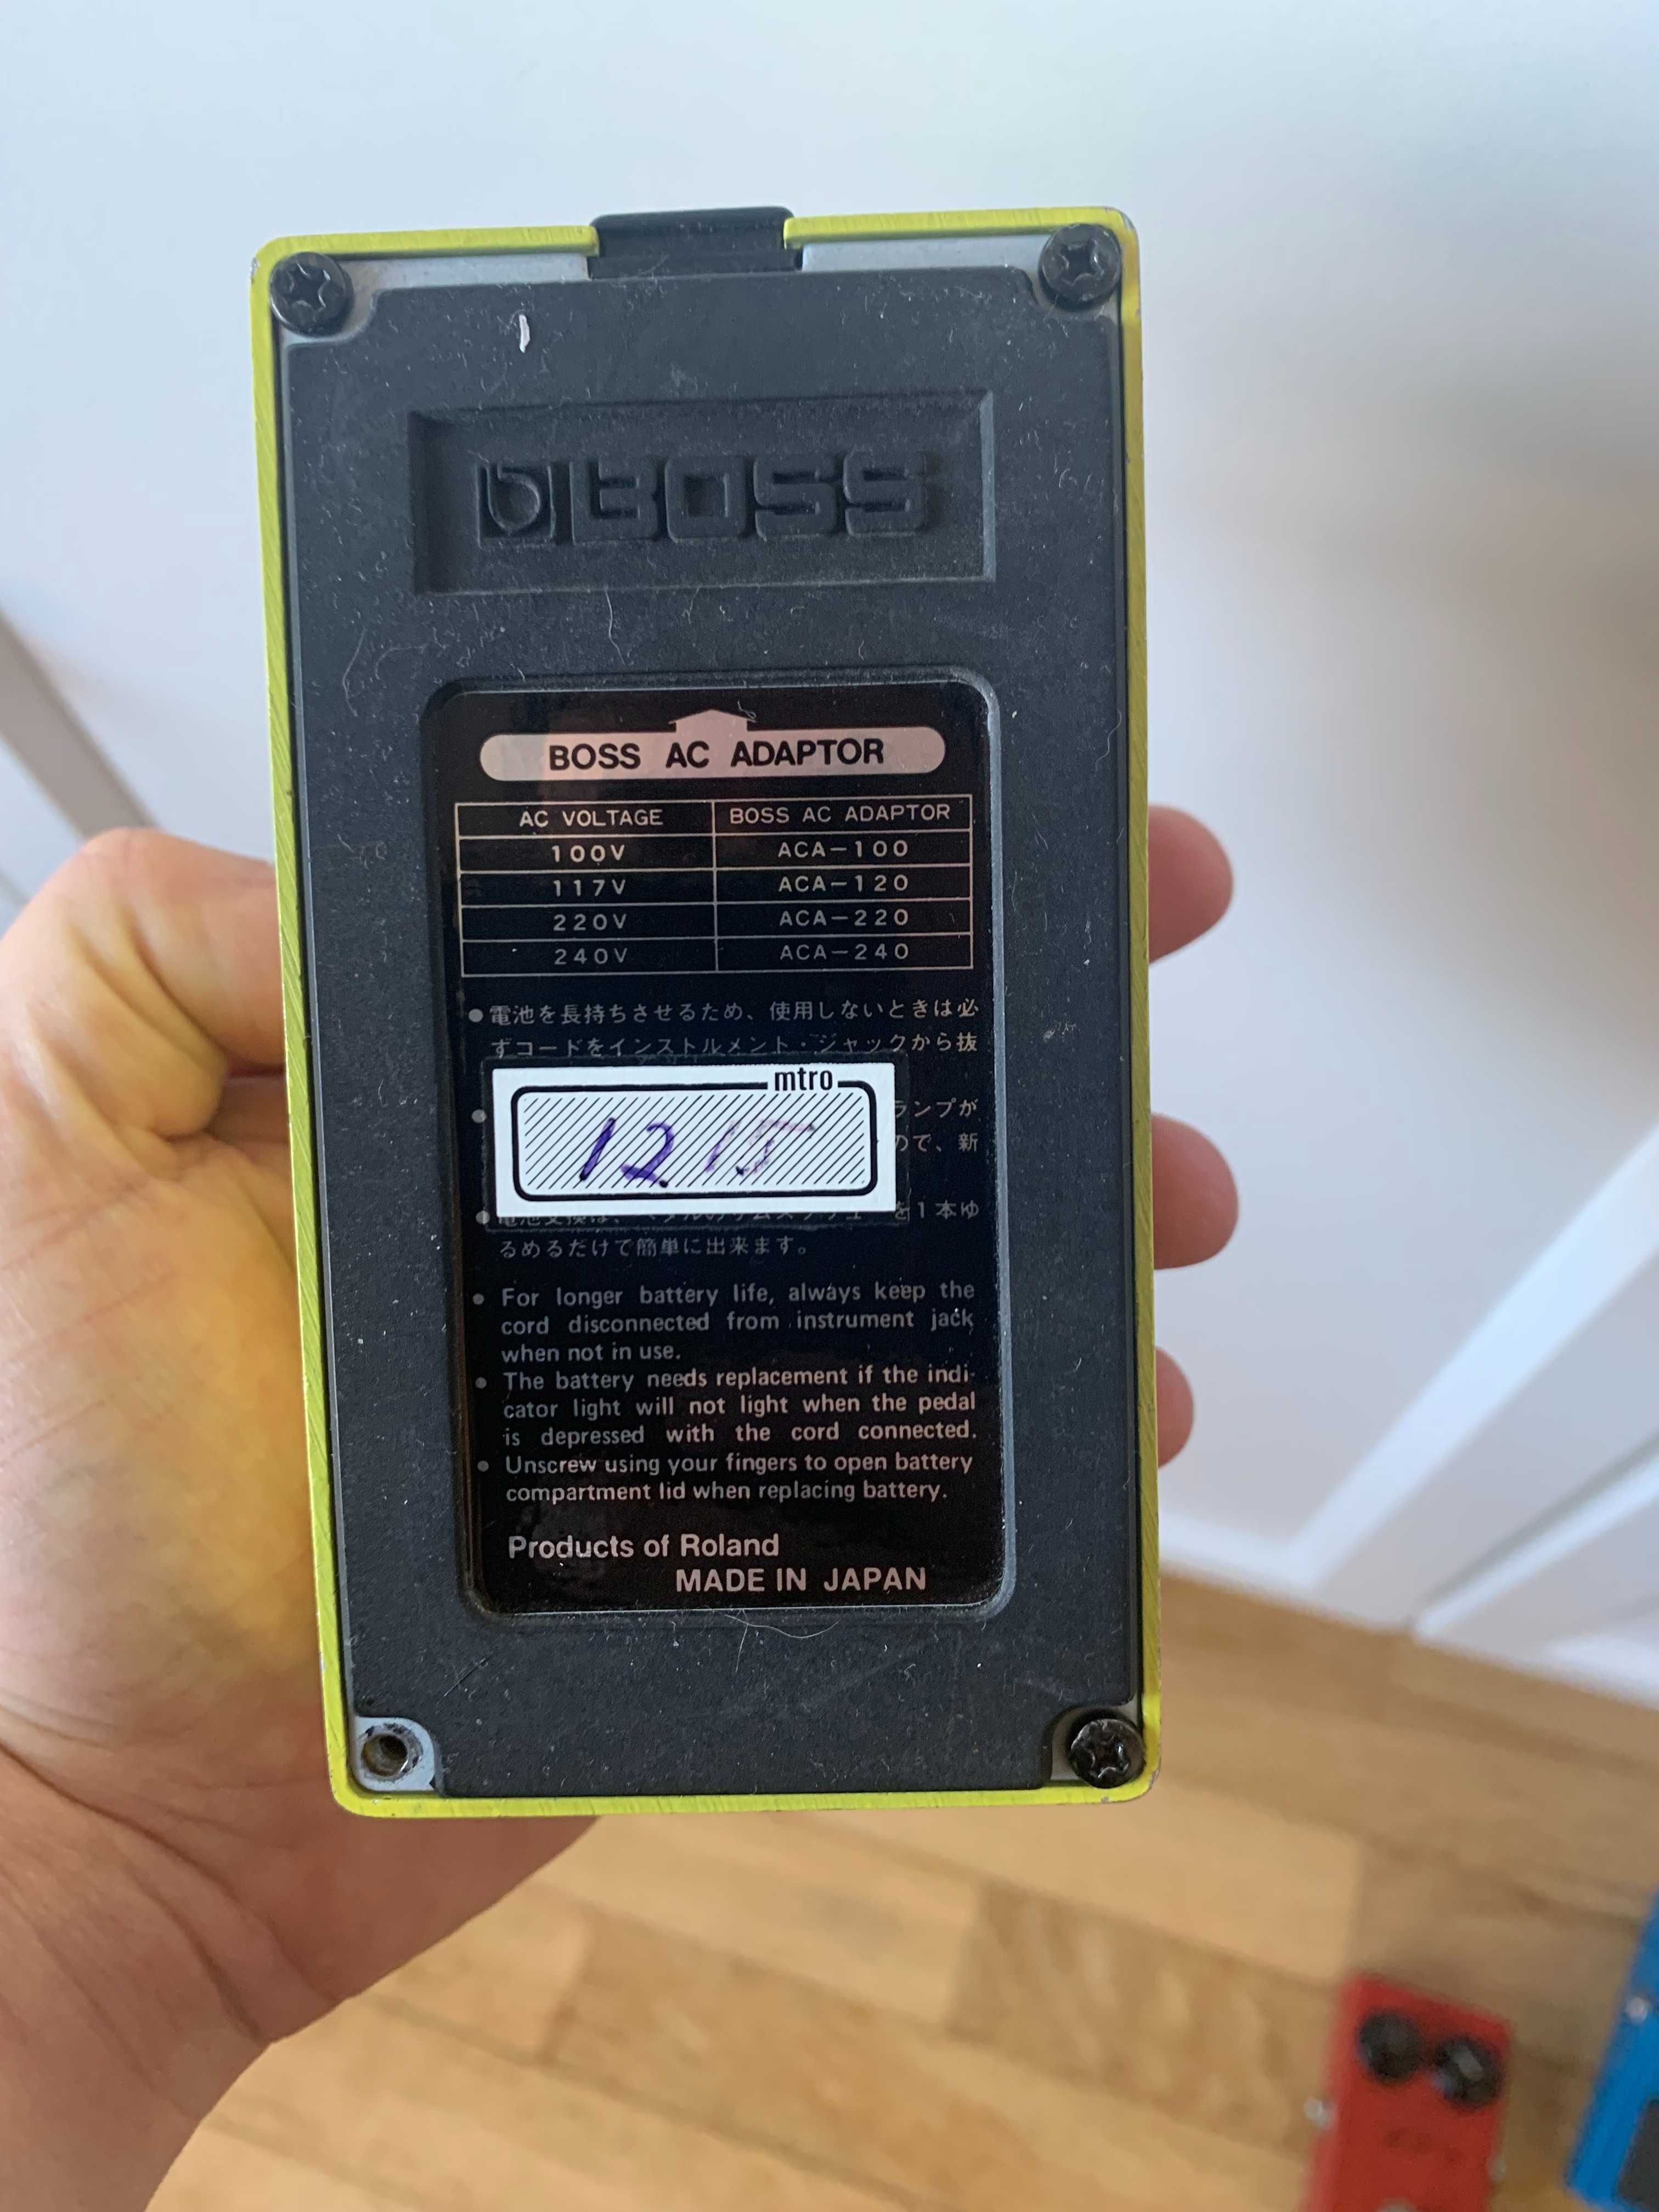 BOSS
BOSS AC ADAPTOR
AC VOLTAGE BOSS AC ADAPTOR
100V ACA-100
117V ACA-120
220V ACA-220
240V ACA-240
●電池を長持ちさせるため、使用しないときは必
ずコードをインストルメント・ジャックから抜
mtro
ランプが
ので、新
12
を1本ゆ
るめるだけで簡単に出来ます。
● For longer battery life, always keep the
cord disconnected from instrument jack
when not in use.
● The battery needs replacement if the indi-
cator light will not light when the pedal
is depressed with the cord connected.
● Unscrew using your fingers to open battery
compartment lid when replacing battery.
Products of Roland
MADE IN JAPAN